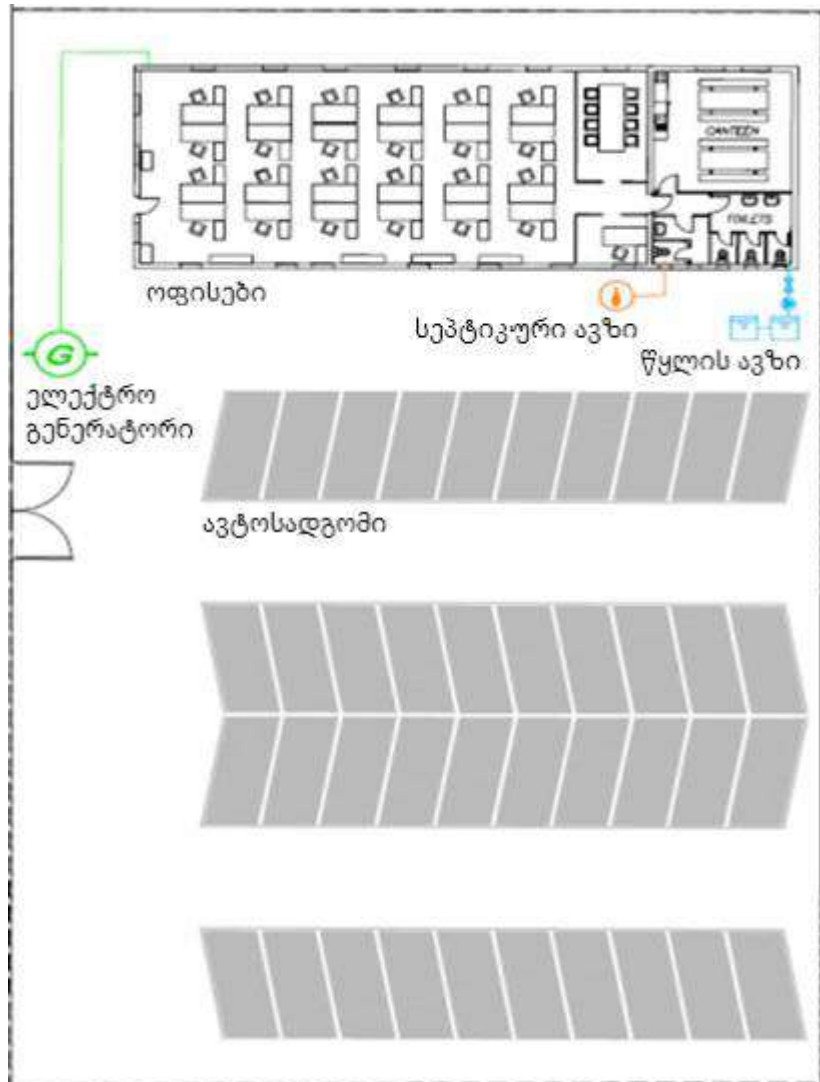 CANTEEN
TOILETS
ოფისები
სეპტიკური ავზი
წყლის ავზი
G
ელექტრო
გენერატორი
ავტოსადგომი